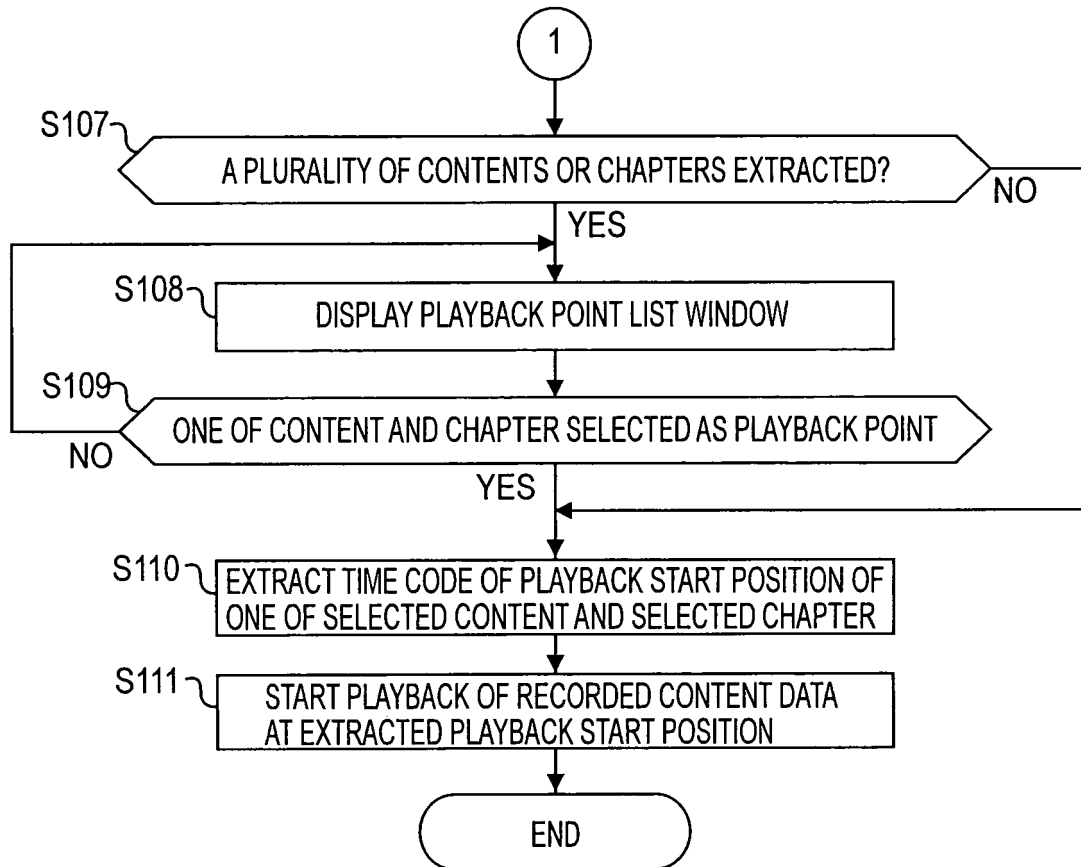 1
S107
A PLURALITY OF CONTENTS OR CHAPTERS EXTRACTED?
NO
YES
S108
DISPLAY PLAYBACK POINT LIST WINDOW
S109
ONE OF CONTENT AND CHAPTER SELECTED AS PLAYBACK POINT
NO
YES
S110
EXTRACT TIME CODE OF PLAYBACK START POSITION OF
ONE OF SELECTED CONTENT AND SELECTED CHAPTER
S111
START PLAYBACK OF RECORDED CONTENT DATA
AT EXTRACTED PLAYBACK START POSITION
END